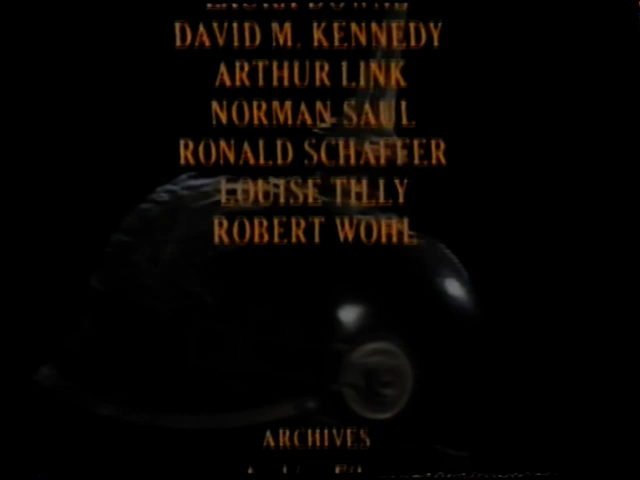 DAVID M. KENNEDY
ARTHUR LINK
NORMAN SAUL
RONALD SCHAFFER
LOUISE TILLY
ROBERT WOHL
ARCHIVES